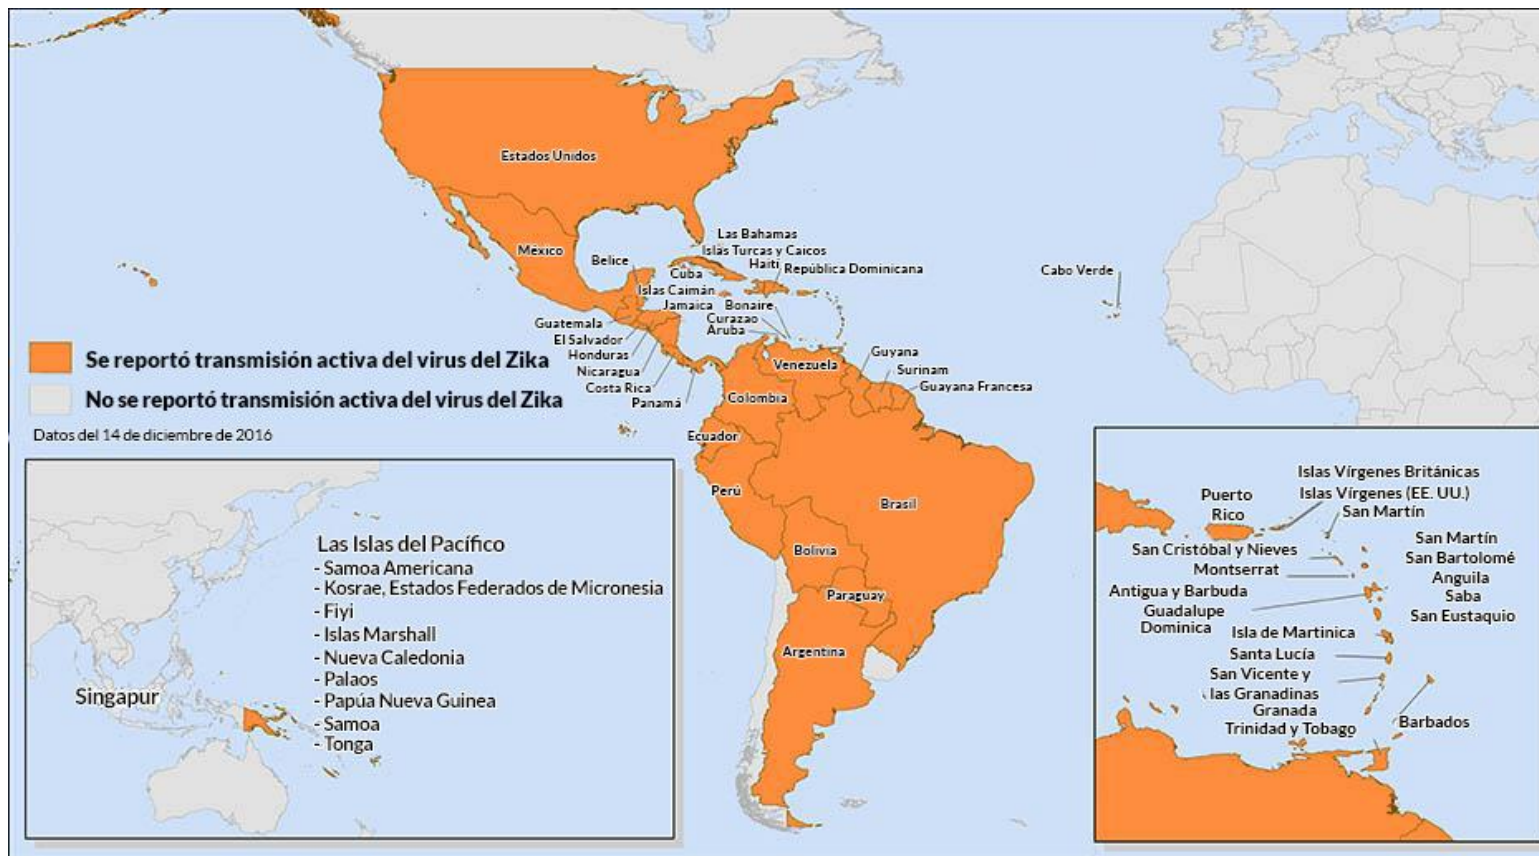 Estados Unidos
México
Las Bahamas
Islas Turcas y Caicos
Haití
República Dominicana
Belice
Cuba
Islas Caimán
Jamaica
Bonaire
Curazao
Aruba
Cabo Verde
Guatemala
El Salvador
Honduras
Nicaragua
Costa Rica
Panamá
Guyana
Surinam
Guayana Francesa
Venezuela
Colombia
Ecuador
Perú
Brasil
Bolivia
Paraguay
Argentina
Se reportó transmisión activa del virus del Zika
No se reportó transmisión activa del virus del Zika
Datos del 14 de diciembre de 2016
Singapur
Las Islas del Pacífico
- Samoa Americana
- Kosrae, Estados Federados de Micronesia
- Fiyi
- Islas Marshall
- Nueva Caledonia
- Palaos
- Papúa Nueva Guinea
- Samoa
- Tonga
Islas Vírgenes Británicas
Islas Vírgenes (EE. UU.)
San Martín
Puerto
Rico
San Cristóbal y Nieves
Montserrat
Antigua y Barbuda
Guadalupe
Dominica
Isla de Martinica
Santa Lucía
San Vicente y
las Granadinas
Granada
Trinidad y Tobago
San Martín
San Bartolomé
Anguila
Saba
San Eustaquio
Barbados